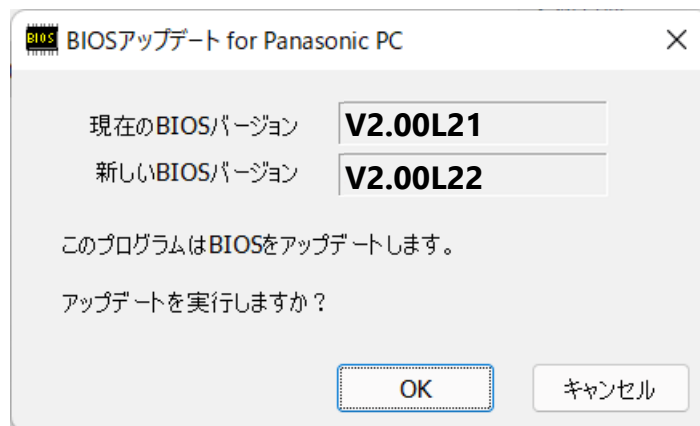 BIOS BIOSアップデート for Panasonic PC
現在のBIOSバージョン V2.00L21
新しいBIOSバージョン V2.00L22
このプログラムはBIOSをアップデートします。
アップデートを実行しますか？
OK キャンセル